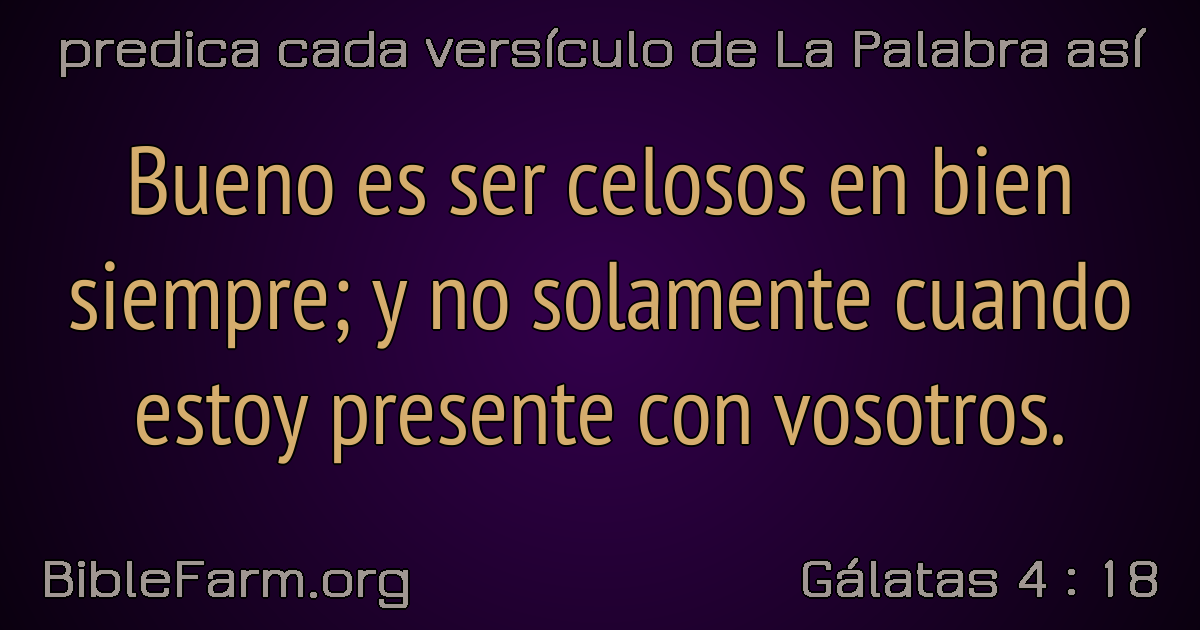 predica cada versículo de La Palabra así
Bueno es ser celosos en bien
siempre; y no solamente cuando
estoy presente con vosotros.
BibleFarm.org
Gálatas 4 : 18